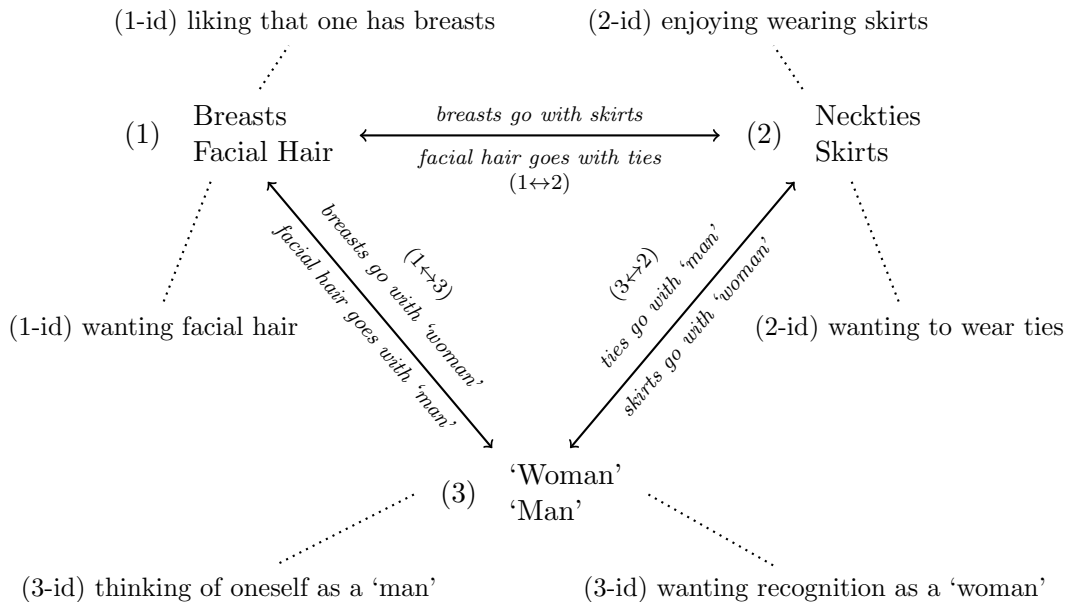 (1-id) liking that one has breasts
(2-id) enjoying wearing skirts
(1)
Breasts
Facial Hair
breasts go with skirts
facial hair goes with ties
(1↔2)
(2)
Neckties
Skirts
breasts go with ‘woman’
facial hair goes with ‘man’
(1↔3)
(3↔2)
ties go with ‘man’
skirts go with ‘woman’
(1-id) wanting facial hair
(2-id) wanting to wear ties
(3)
‘Woman’
‘Man’
(3-id) thinking of oneself as a ‘man’
(3-id) wanting recognition as a ‘woman’